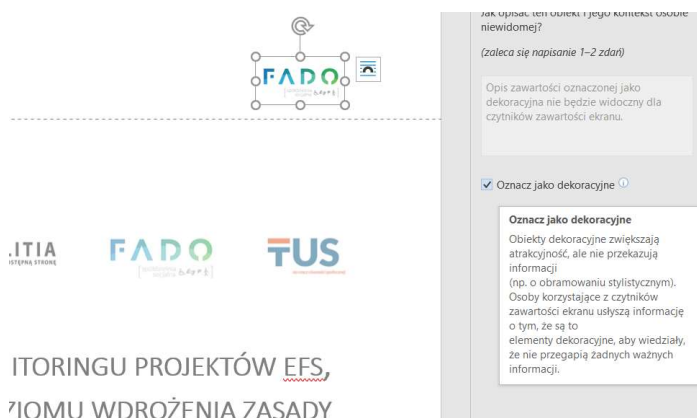 Jak opisać ten obiekt i jego kontekst osobie
niewidomej?
(zaleca się napisanie 1–2 zdań)
Opis zawartości oznaczonej jako
dekoracyjna nie będzie widoczny dla
czytników zawartości ekranu.
Oznacz jako dekoracyjne
Oznacz jako dekoracyjne
Obiekty dekoracyjne zwiększają
atrakcyjność, ale nie przekazują
informacji
(np. o obramowaniu stylistycznym).
Osoby korzystające z czytników
zawartości ekranu usłyszą informację
o tym, że są to
elementy dekoracyjne, aby wiedziały,
że nie przegapią żadnych ważnych
informacji.
FADO
LITIA
FADO
TUS
ITORINGU PROJEKTÓW EFS,
ZIOMU WDROŻENIA ZASADY